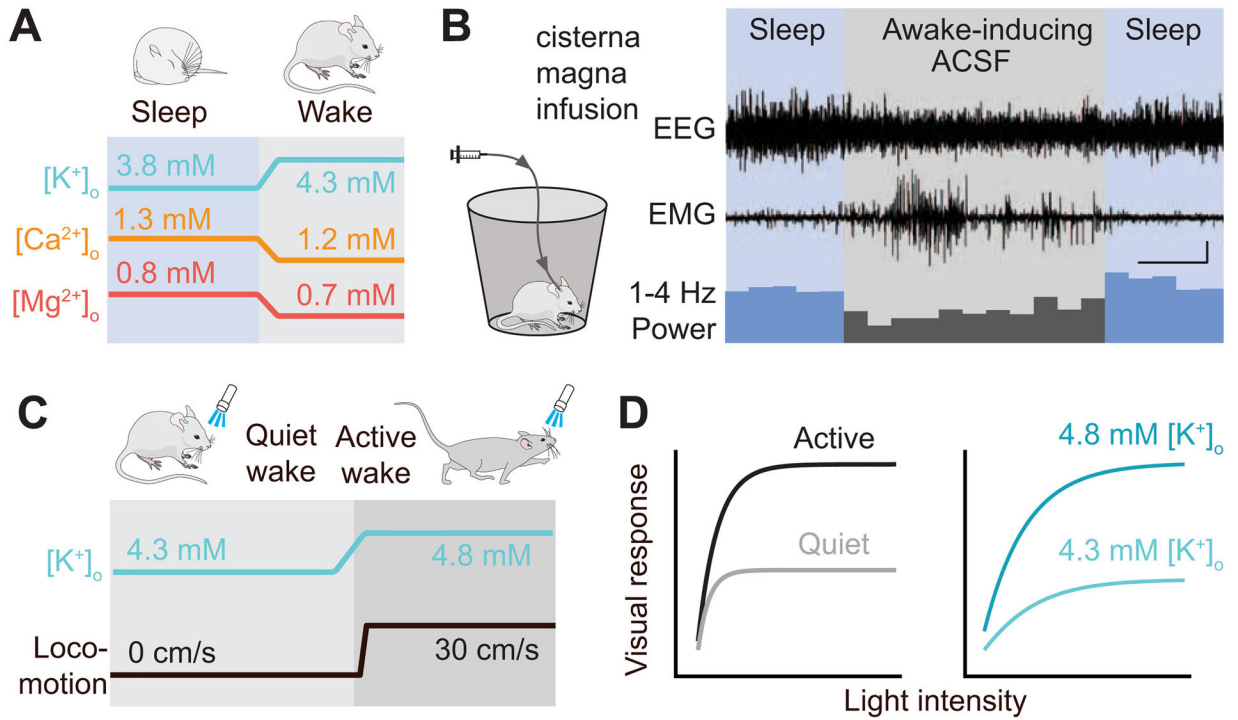 A
Sleep
Wake
[K⁺]ₒ
3.8 mM
4.3 mM
[Ca²⁺]ₒ
1.3 mM
1.2 mM
[Mg²⁺]ₒ
0.8 mM
0.7 mM
B
cisterna
magna
infusion
Sleep
Awake-inducing
ACSF
Sleep
EEG
EMG
1-4 Hz
Power
C
Quiet
wake
Active
wake
[K⁺]ₒ
4.3 mM
4.8 mM
Loco-
motion
0 cm/s
30 cm/s
D
Visual response
Active
Quiet
4.8 mM [K⁺]ₒ
4.3 mM [K⁺]ₒ
Light intensity